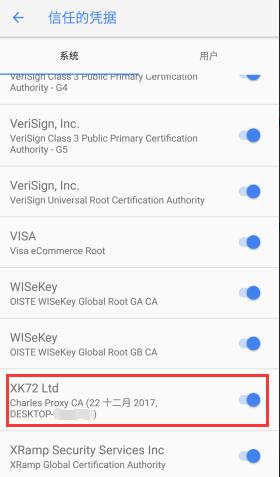 信任的凭据
系统 用户
VeriSign Class 3 Public Primary Certification
Authority - G4
VeriSign, Inc.
VeriSign Class 3 Public Primary Certification
Authority - G5
VeriSign, Inc.
VeriSign Universal Root Certification Authority
VISA
Visa eCommerce Root
WISeKey
OISTE WISeKey Global Root GA CA
WISeKey
OISTE WISeKey Global Root GB CA
XK72 Ltd
Charles Proxy CA (22 十二月 2017,
DESKTOP- )
XRamp Security Services Inc
XRamp Global Certification Authority